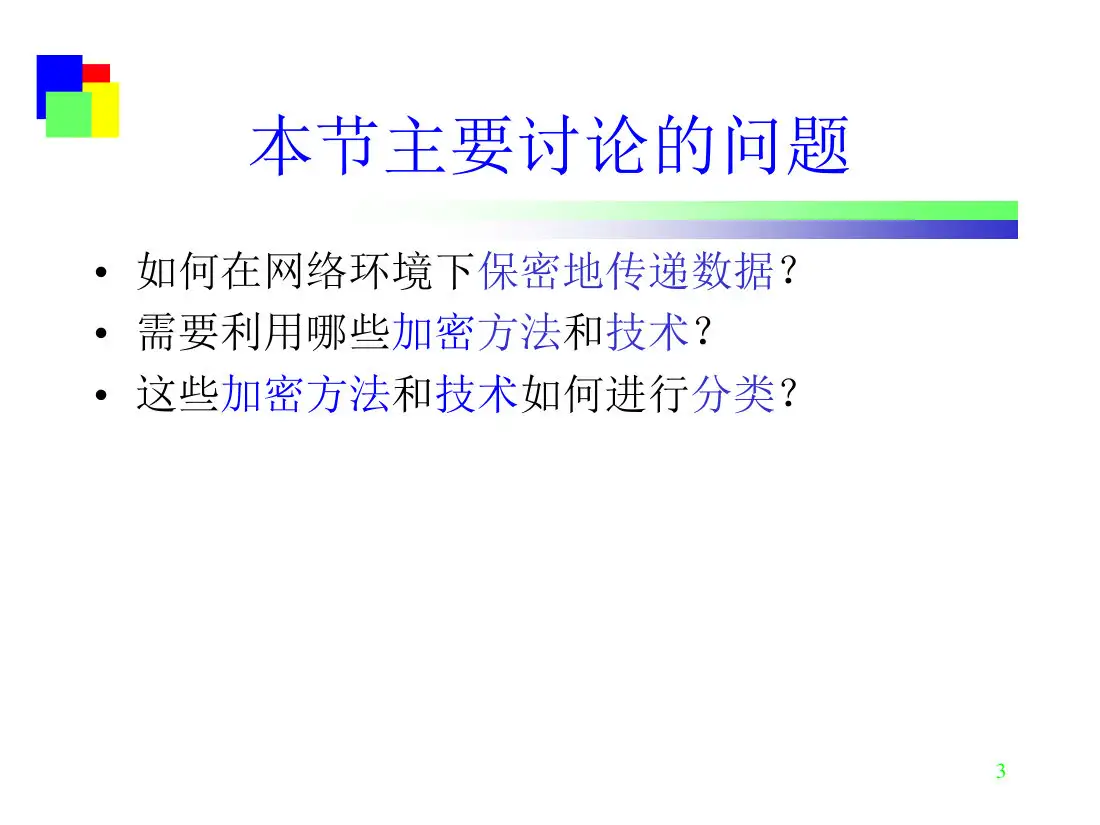 本节主要讨论的问题
• 如何在网络环境下保密地传递数据？
• 需要利用哪些加密方法和技术？
• 这些加密方法和技术如何进行分类？
3